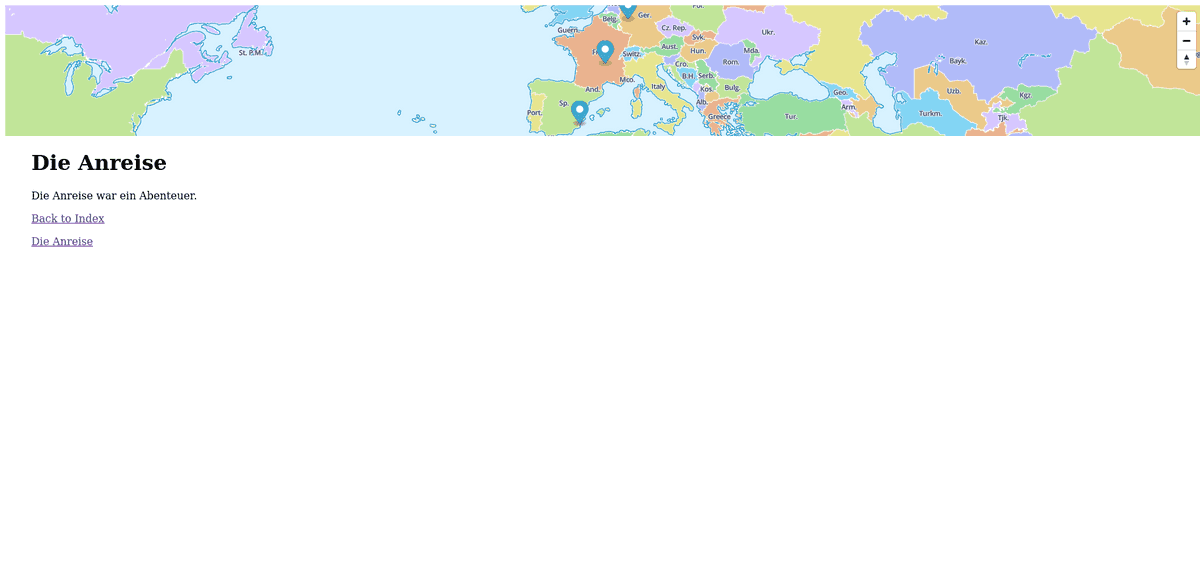 Pol.
Belg.
Ger.
Guern.
Cz. Rep.
Ukr.
St. P.M.
Svk.
Aust.
Hun.
Mda.
Kaz.
Switz.
Cro.
Rom.
Bayk.
Mco.
And.
Italy
B.H.
Serb.
Kos.
Bulg.
Geo.
Uzb.
Kgz.
Sp.
Alb.
Arm.
Port.
Greece
Tur.
Turkm.
Tjk.
+
−
Die Anreise
Die Anreise war ein Abenteuer.
Back to Index
Die Anreise